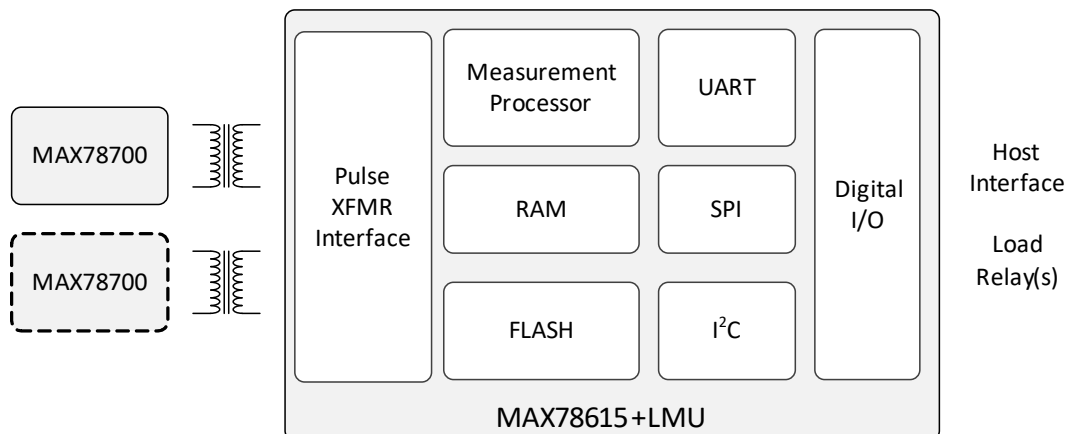 MAX78700
MAX78700
Pulse
XFMR
Interface
Measurement
Processor
UART
RAM
SPI
FLASH
I²C
Digital
I/O
MAX78615+LMU
Host
Interface
Load
Relay(s)